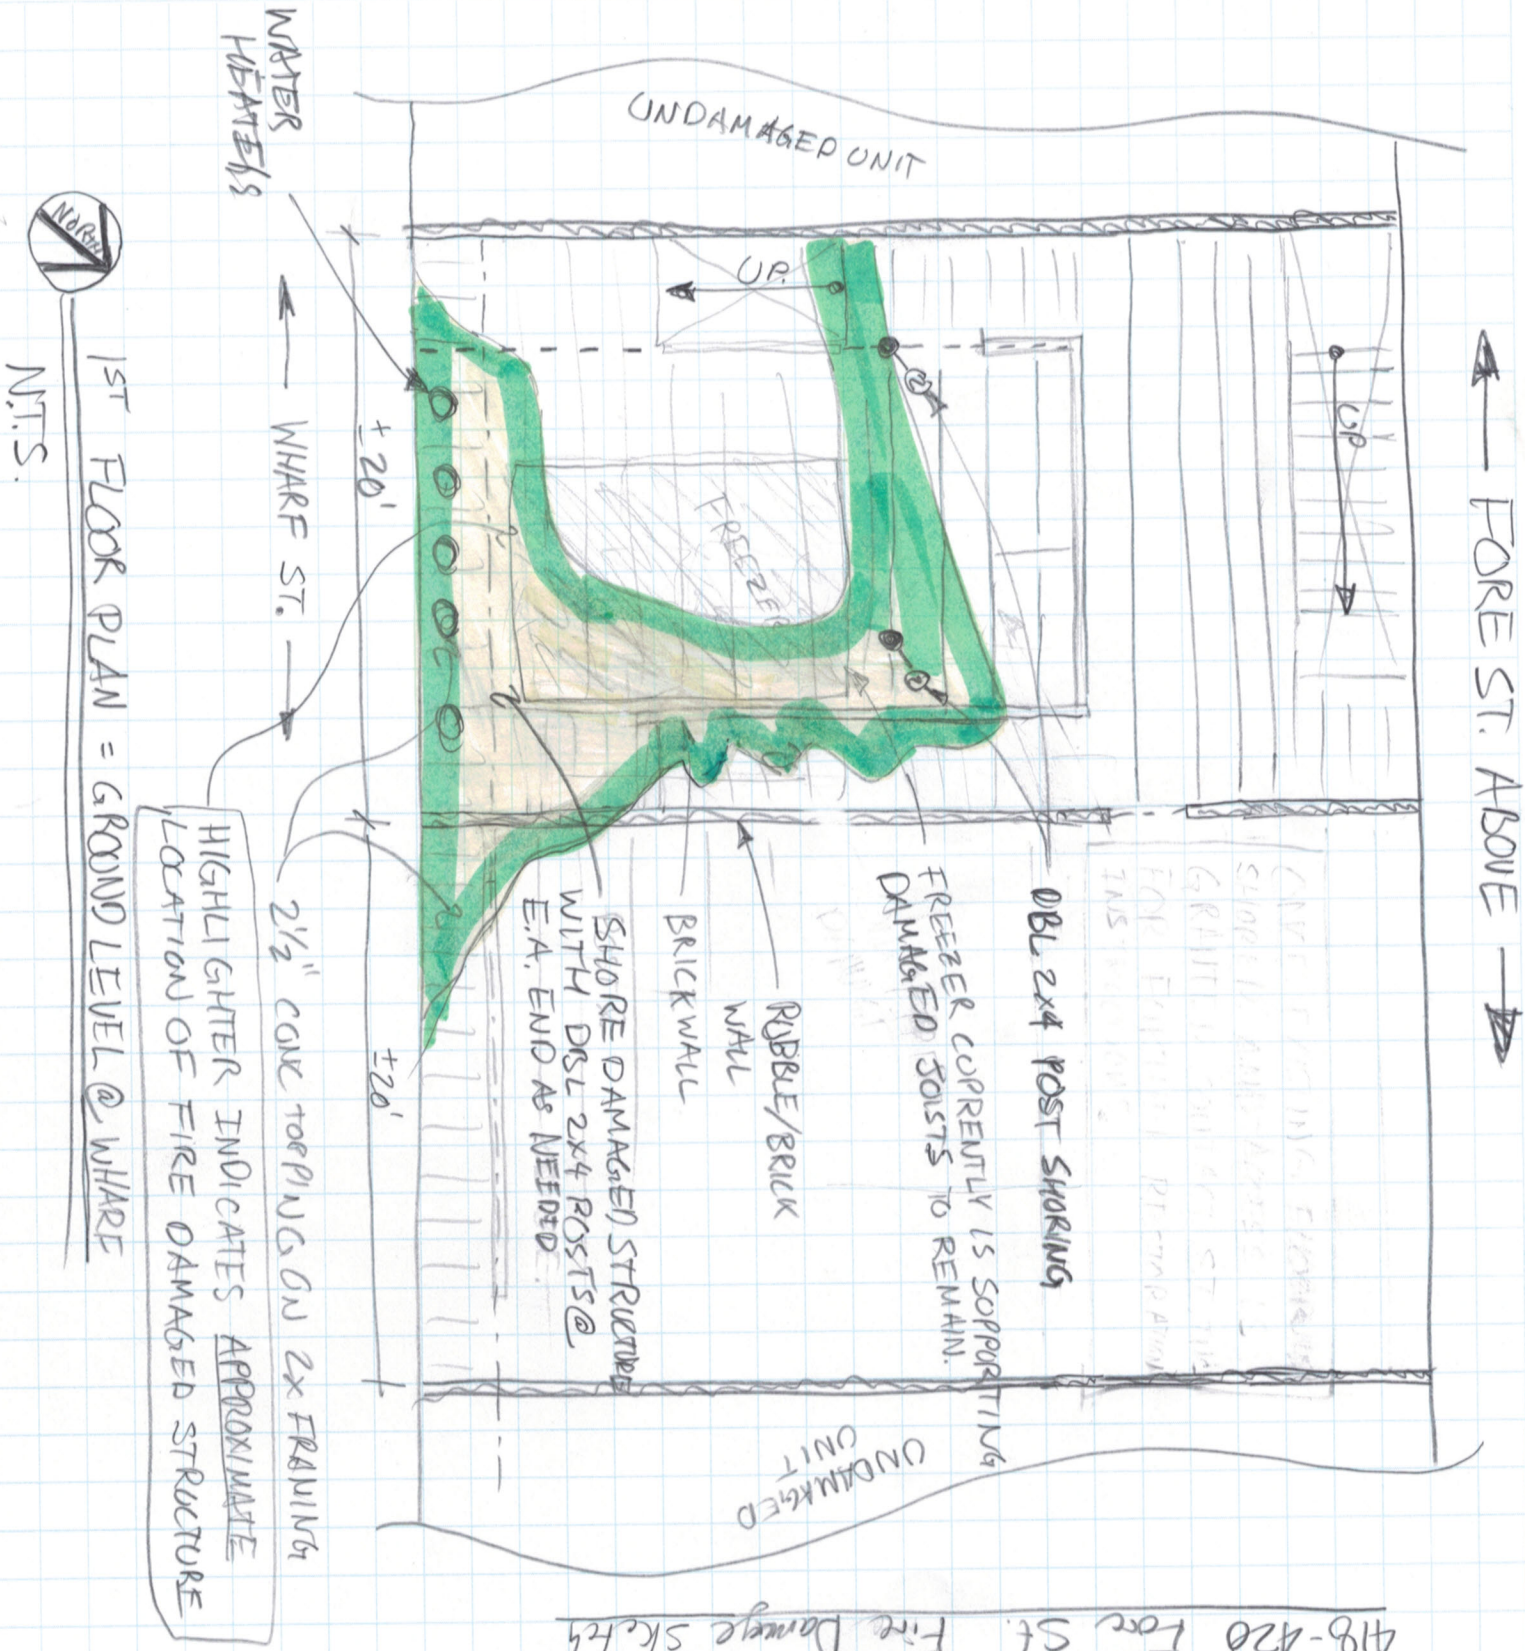 418-420 Fore St. Fire Damage Sketch
← FORE ST. ABOVE →
UNDAMAGED UNIT
UP
UP.
FREEZER
DBL 2X4 POST SHORING
FREEZER CURRENTLY IS SUPPORTING
DAMAGED JOISTS TO REMAIN.
RUBBLE/BRICK
WALL
BRICK WALL
SHORE DAMAGED STRUCTURE
WITH DBL 2X4 POSTS @
E.A. END AS NEEDED.
UNDAMAGED
UNIT
WATER
HEATERS
± 20'
± 20'
← WHARF ST. →
2½" CONC TOPPING ON 2X FRAMING
HIGHLIGHTER INDICATES APPROXIMATE
LOCATION OF FIRE DAMAGED STRUCTURE
NORTH
1ST FLOOR PLAN = GROUND LEVEL @ WHARF
N.T.S.